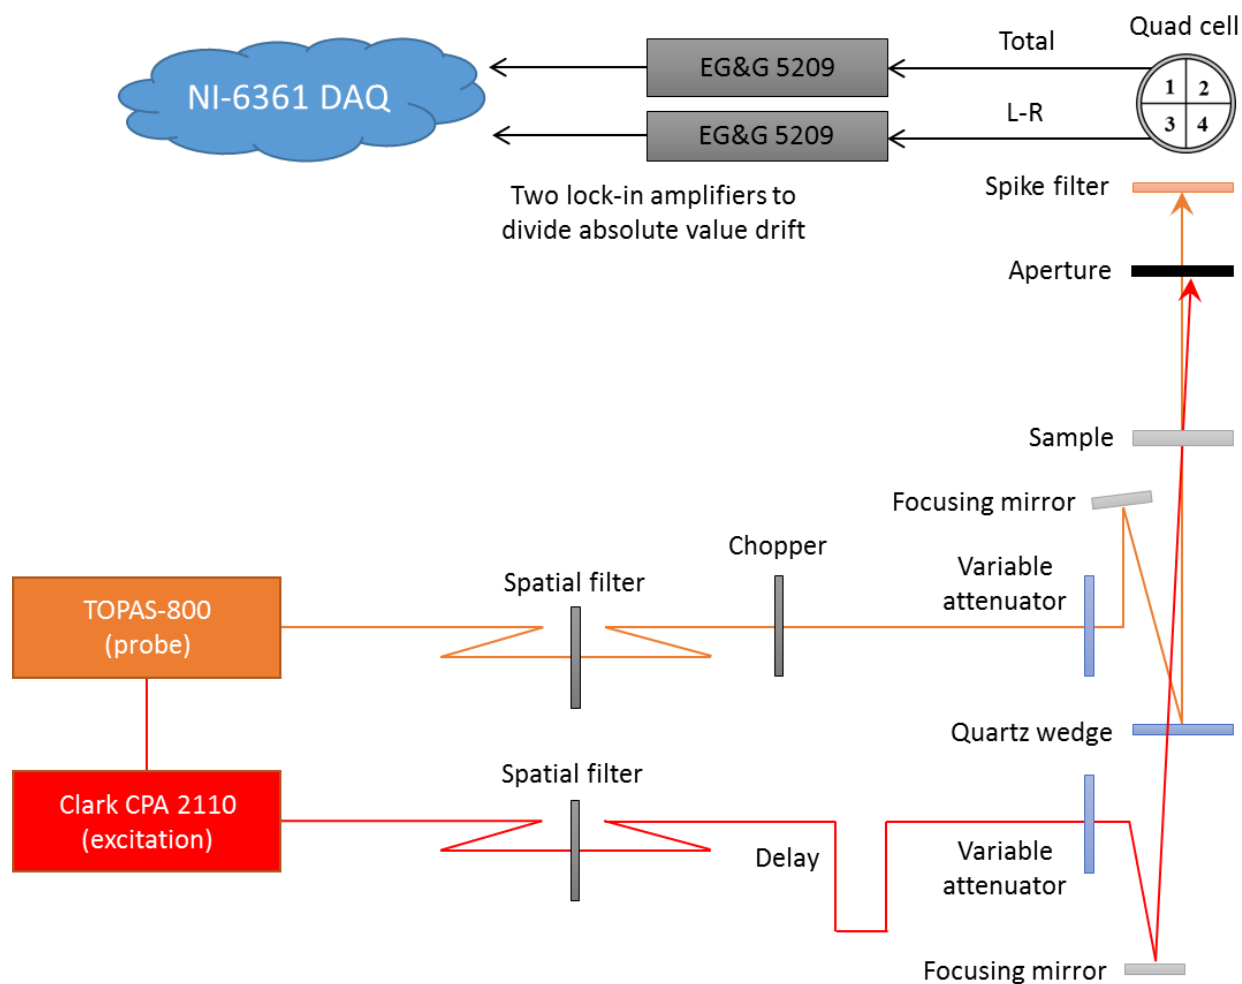 Quad cell
Total
EG&G 5209
NI-6361 DAQ
1 2
3 4
L-R
EG&G 5209
Two lock-in amplifiers to
divide absolute value drift
Spike filter
Aperture
Sample
Focusing mirror
Chopper
Variable
attenuator
Spatial filter
TOPAS-800
(probe)
Quartz wedge
Spatial filter
Clark CPA 2110
(excitation)
Delay
Variable
attenuator
Focusing mirror